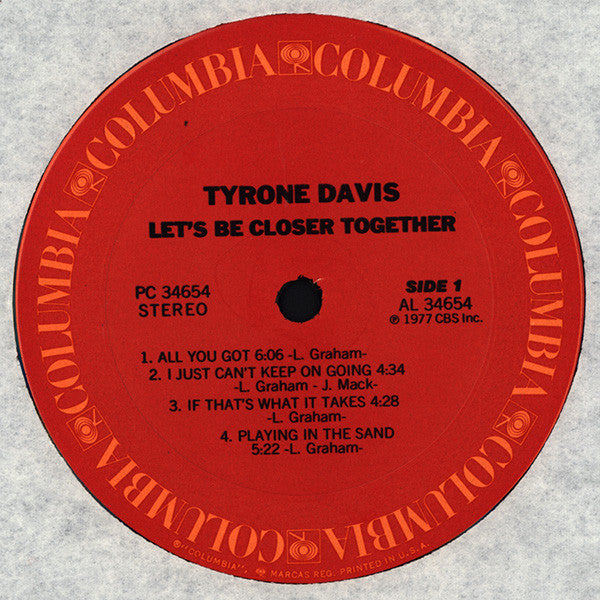 COLUMBIA COLUMBIA COLUMBIA COLUMBIA COLUMBIA COLUMBIA
TYRONE DAVIS
LET'S BE CLOSER TOGETHER
PC 34654
STEREO
SIDE 1
AL 34654
℗ 1977 CBS Inc.
1. ALL YOU GOT 6:06 -L. Graham-
2. I JUST CAN'T KEEP ON GOING 4:34
-L. Graham - J. Mack-
3. IF THAT'S WHAT IT TAKES 4:28
-L. Graham-
4. PLAYING IN THE SAND
5:22 -L. Graham-
"COLUMBIA", MARCAS REG. PRINTED IN U.S.A.